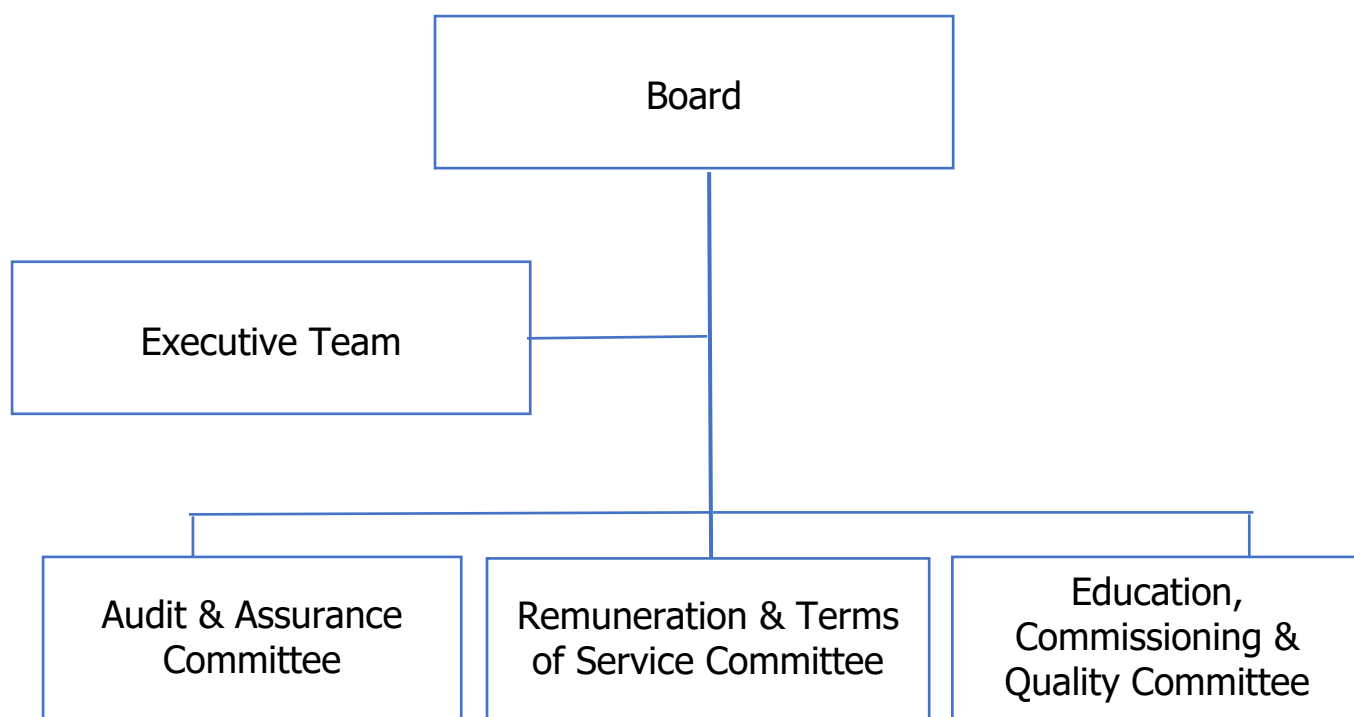 Board
Executive Team
Audit & Assurance
Committee
Remuneration & Terms
of Service Committee
Education,
Commissioning &
Quality Committee